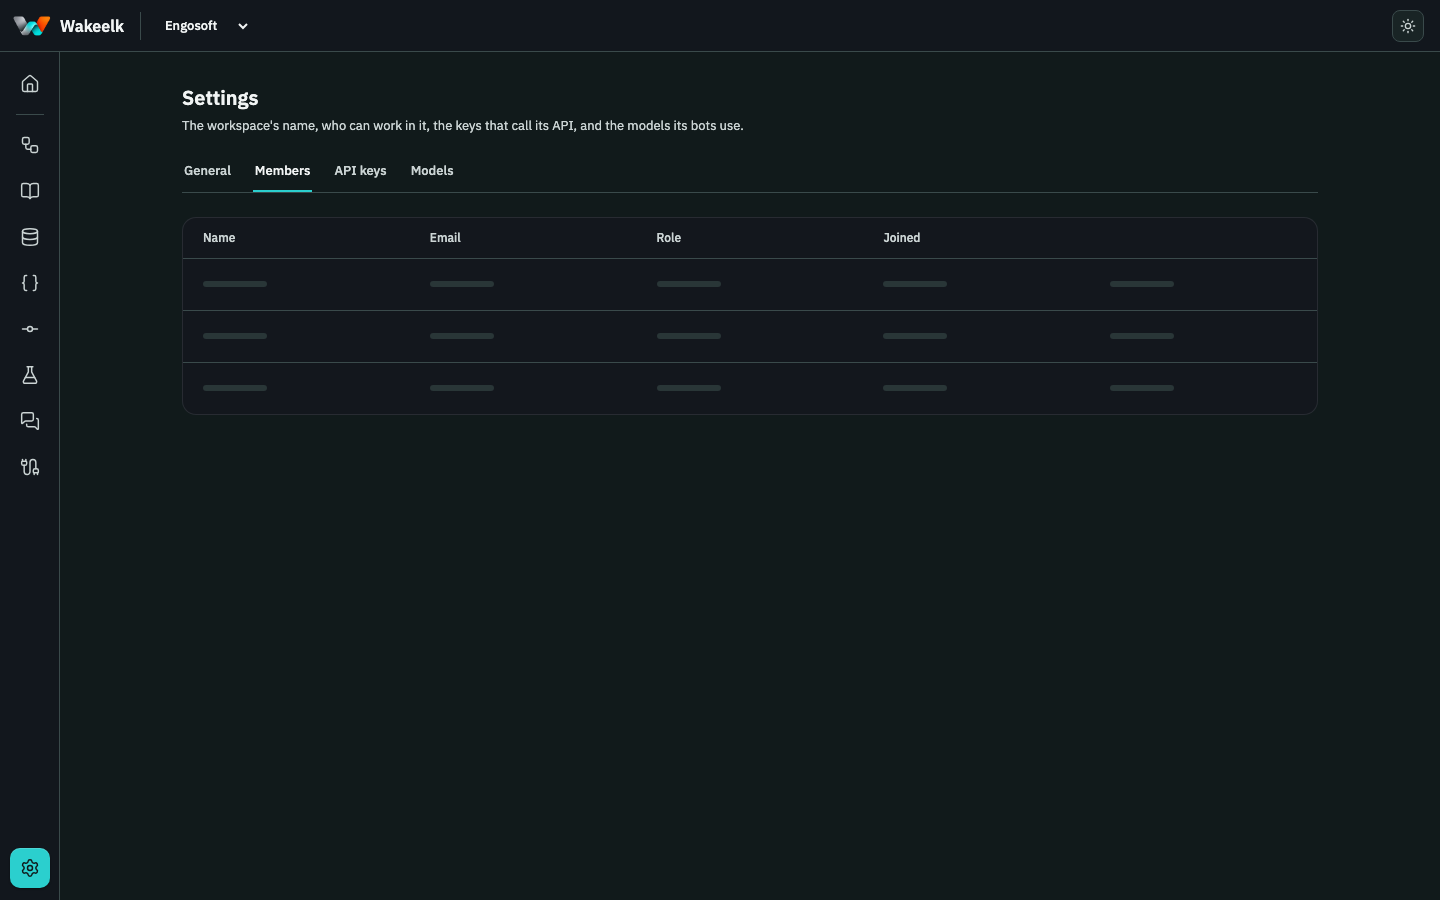 Wakeelk
Engosoft
Settings
The workspace's name, who can work in it, the keys that call its API, and the models its bots use.
General Members API keys Models
Name Email Role Joined